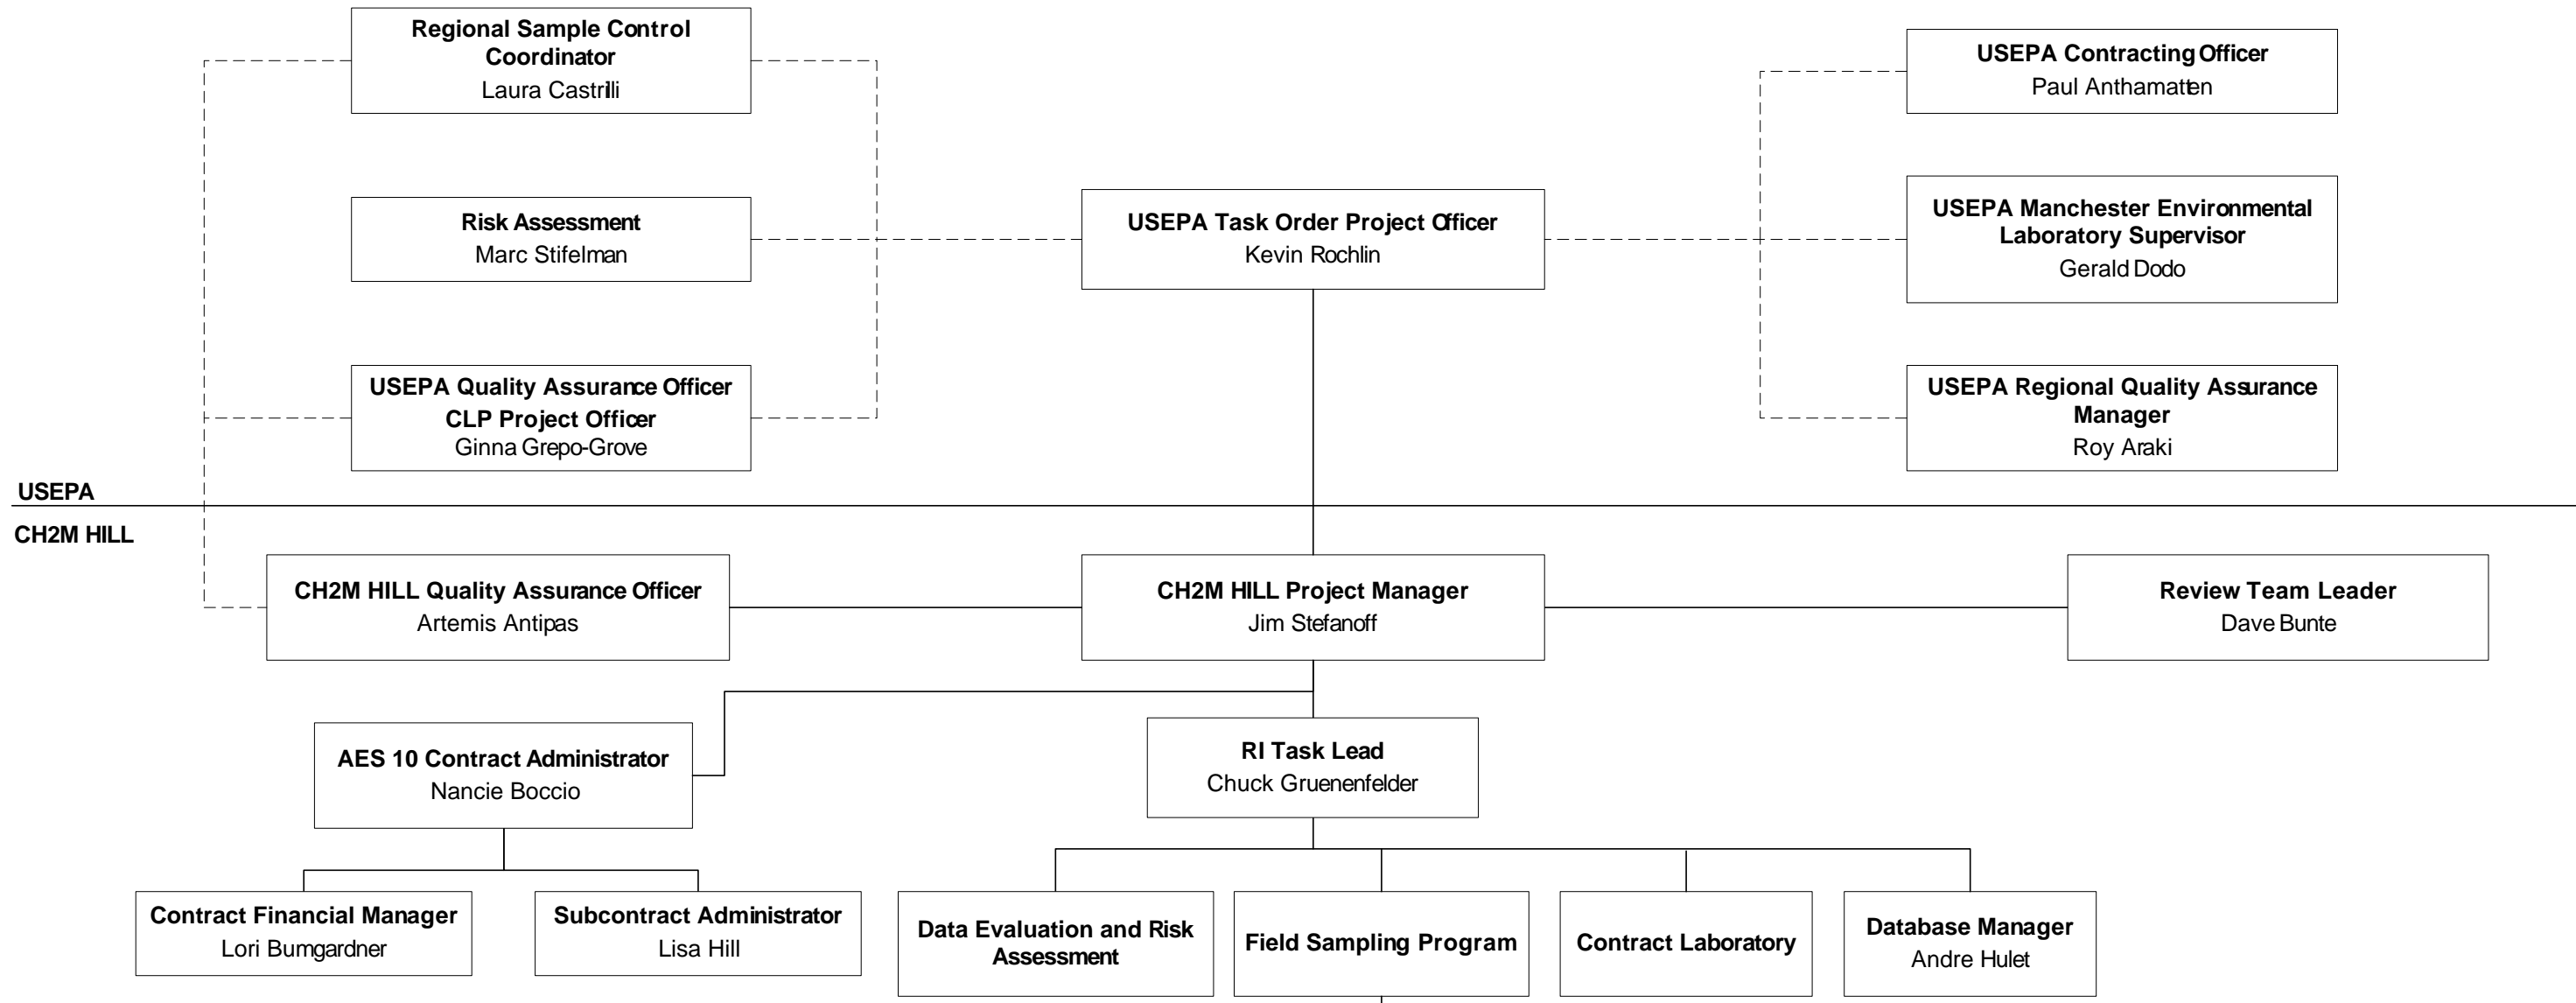 Regional Sample Control
Coordinator
Laura Castrilli
USEPA Contracting Officer
Paul Anthamatten
Risk Assessment
Marc Stifelman
USEPA Task Order Project Officer
Kevin Rochlin
USEPA Manchester Environmental
Laboratory Supervisor
Gerald Dodo
USEPA Quality Assurance Officer
CLP Project Officer
Ginna Grepo-Grove
USEPA Regional Quality Assurance
Manager
Roy Araki
USEPA
CH2M HILL
CH2M HILL Quality Assurance Officer
Artemis Antipas
CH2M HILL Project Manager
Jim Stefanoff
Review Team Leader
Dave Bunte
AES 10 Contract Administrator
Nancie Boccio
RI Task Lead
Chuck Gruenenfelder
Contract Financial Manager
Lori Bumgardner
Subcontract Administrator
Lisa Hill
Data Evaluation and Risk
Assessment
Field Sampling Program
Contract Laboratory
Database Manager
Andre Hulet